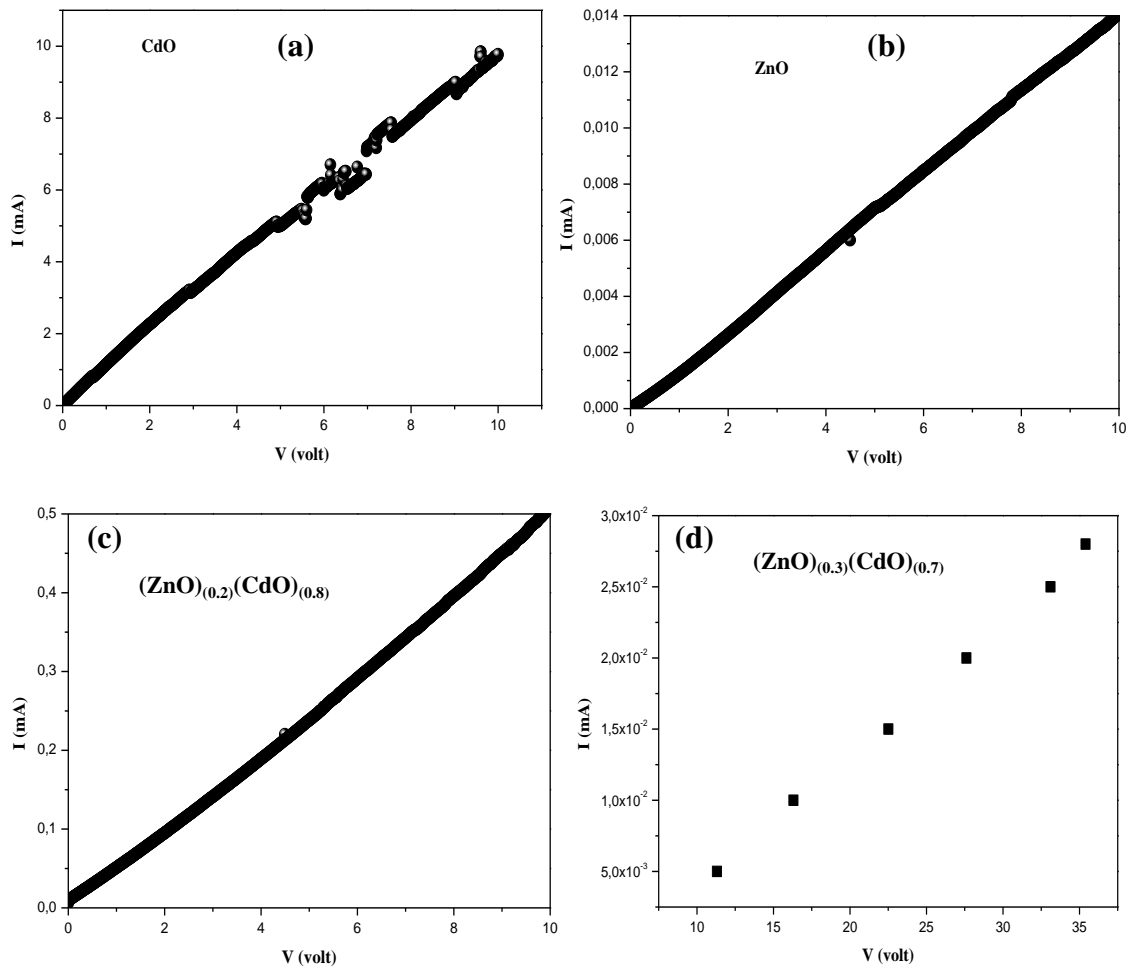 CdO
(a)
10
8
6
4
2
0
I (mA)
0 2 4 6 8 10
V (volt)
ZnO
(b)
0,014
0,012
0,010
0,008
0,006
0,004
0,002
0,000
I (mA)
0 2 4 6 8 10
V (volt)
(c)
(ZnO)(0.2)(CdO)(0.8)
0,5
0,4
0,3
0,2
0,1
0,0
I (mA)
0 2 4 6 8 10
V (volt)
(d)
(ZnO)(0.3)(CdO)(0.7)
3,0x10-2
2,5x10-2
2,0x10-2
1,5x10-2
1,0x10-2
5,0x10-3
I (mA)
10 15 20 25 30 35
V (volt)